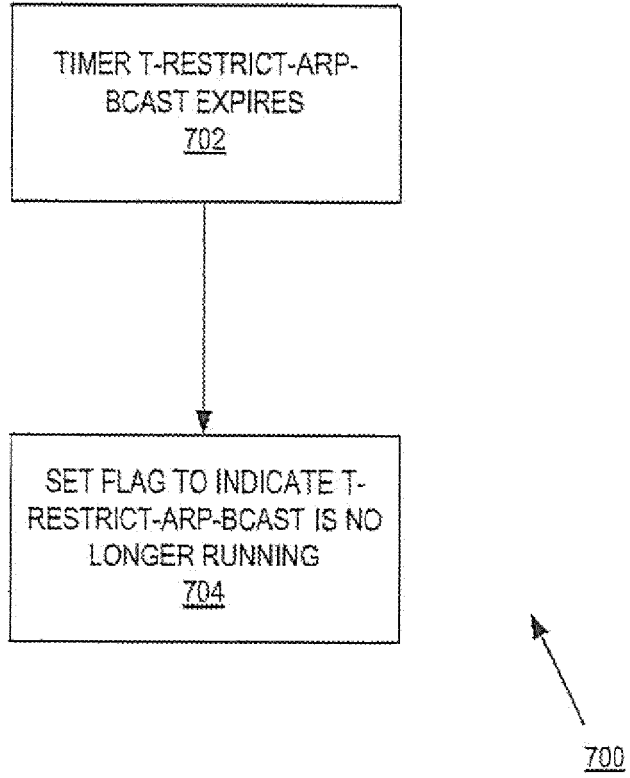 TIMER T-RESTRICT-ARP-
BCAST EXPIRES
702
SET FLAG TO INDICATE T-
RESTRICT-ARP-BCAST IS NO
LONGER RUNNING
704
700